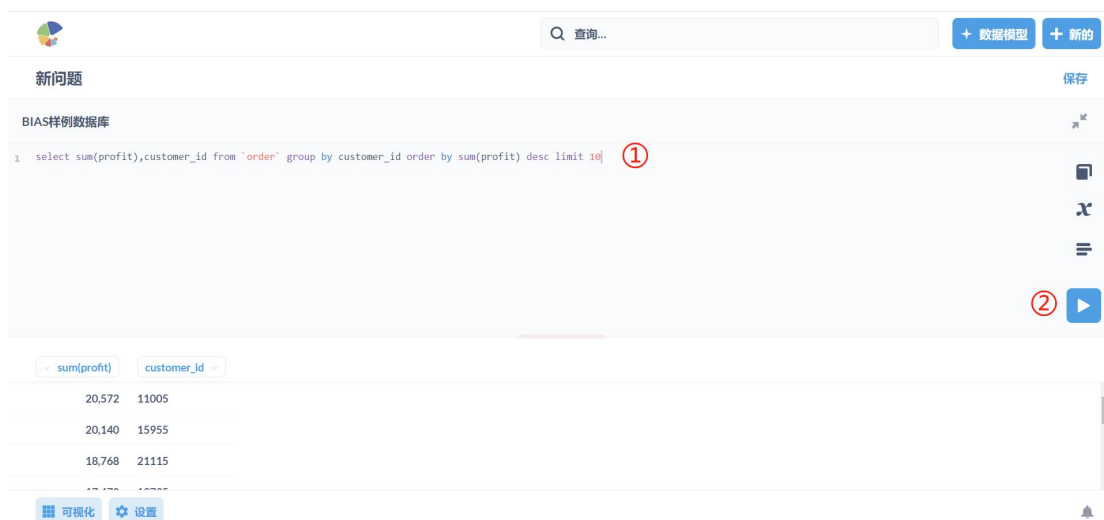 查询...
+ 数据模型
+ 新的
新问题
保存
BIAS样例数据库
1 select sum(profit),customer_id from `order` group by customer_id order by sum(profit) desc limit 10 ①
x
②
sum(profit) customer_id
20,572 11005
20,140 15955
18,768 21115
可视化 设置